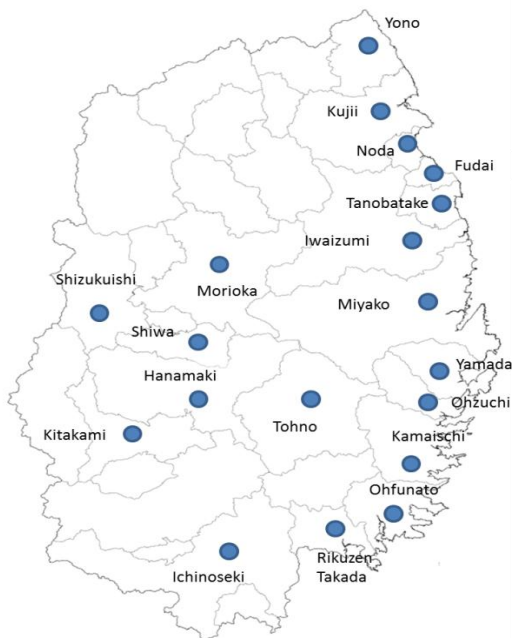 Yono
Kujii
Noda
Fudai
Tanobatake
Iwaizumi
Shizukuishi
Morioka
Miyako
Shiwa
Yamada
Hanamaki
Ohzuchi
Tohno
Kitakami
Kamaischi
Ohfunato
Rikuzen
Takada
Ichinoseki